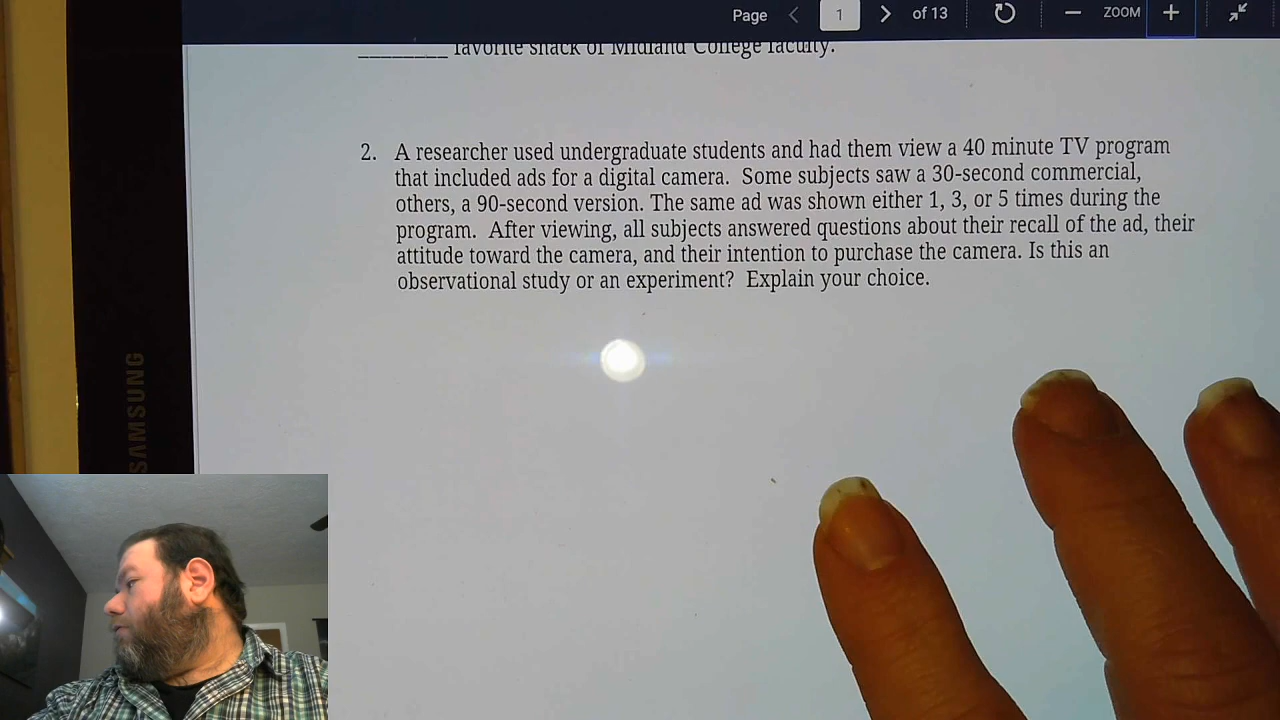 Page 1 of 13 ZOOM
________ favorite snack of Midland College faculty.
2. A researcher used undergraduate students and had them view a 40 minute TV program
that included ads for a digital camera. Some subjects saw a 30-second commercial,
others, a 90-second version. The same ad was shown either 1, 3, or 5 times during the
program. After viewing, all subjects answered questions about their recall of the ad, their
attitude toward the camera, and their intention to purchase the camera. Is this an
observational study or an experiment? Explain your choice.
SAMSUNG